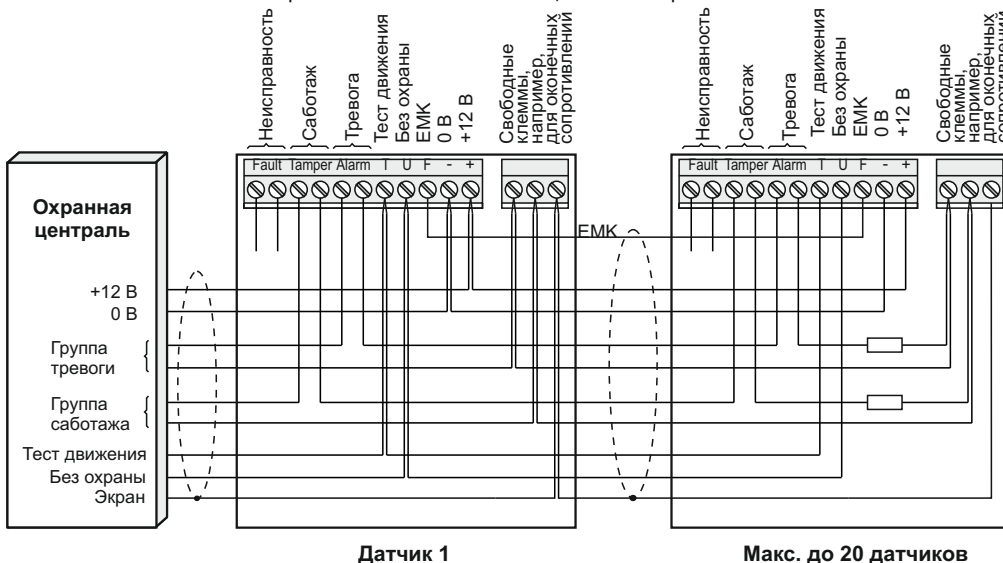 Неисправность
Саботаж
Тревога
Тест движения
Без охраны
EMK
0 В
+12 В
Свободные
клеммы,
например,
для оконечных
сопротивлений
Неисправность
Саботаж
Тревога
Тест движения
Без охраны
EMK
0 В
+12 В
Свободные
клеммы,
например,
для оконечных
сопротивлений
Fault Tamper Alarm T U F - +
Fault Tamper Alarm T U F - +
Охранная
централь
EMK
+12 В
0 В
Группа
тревоги
Группа
саботажа
Тест движения
Без охраны
Экран
Датчик 1
Макс. до 20 датчиков